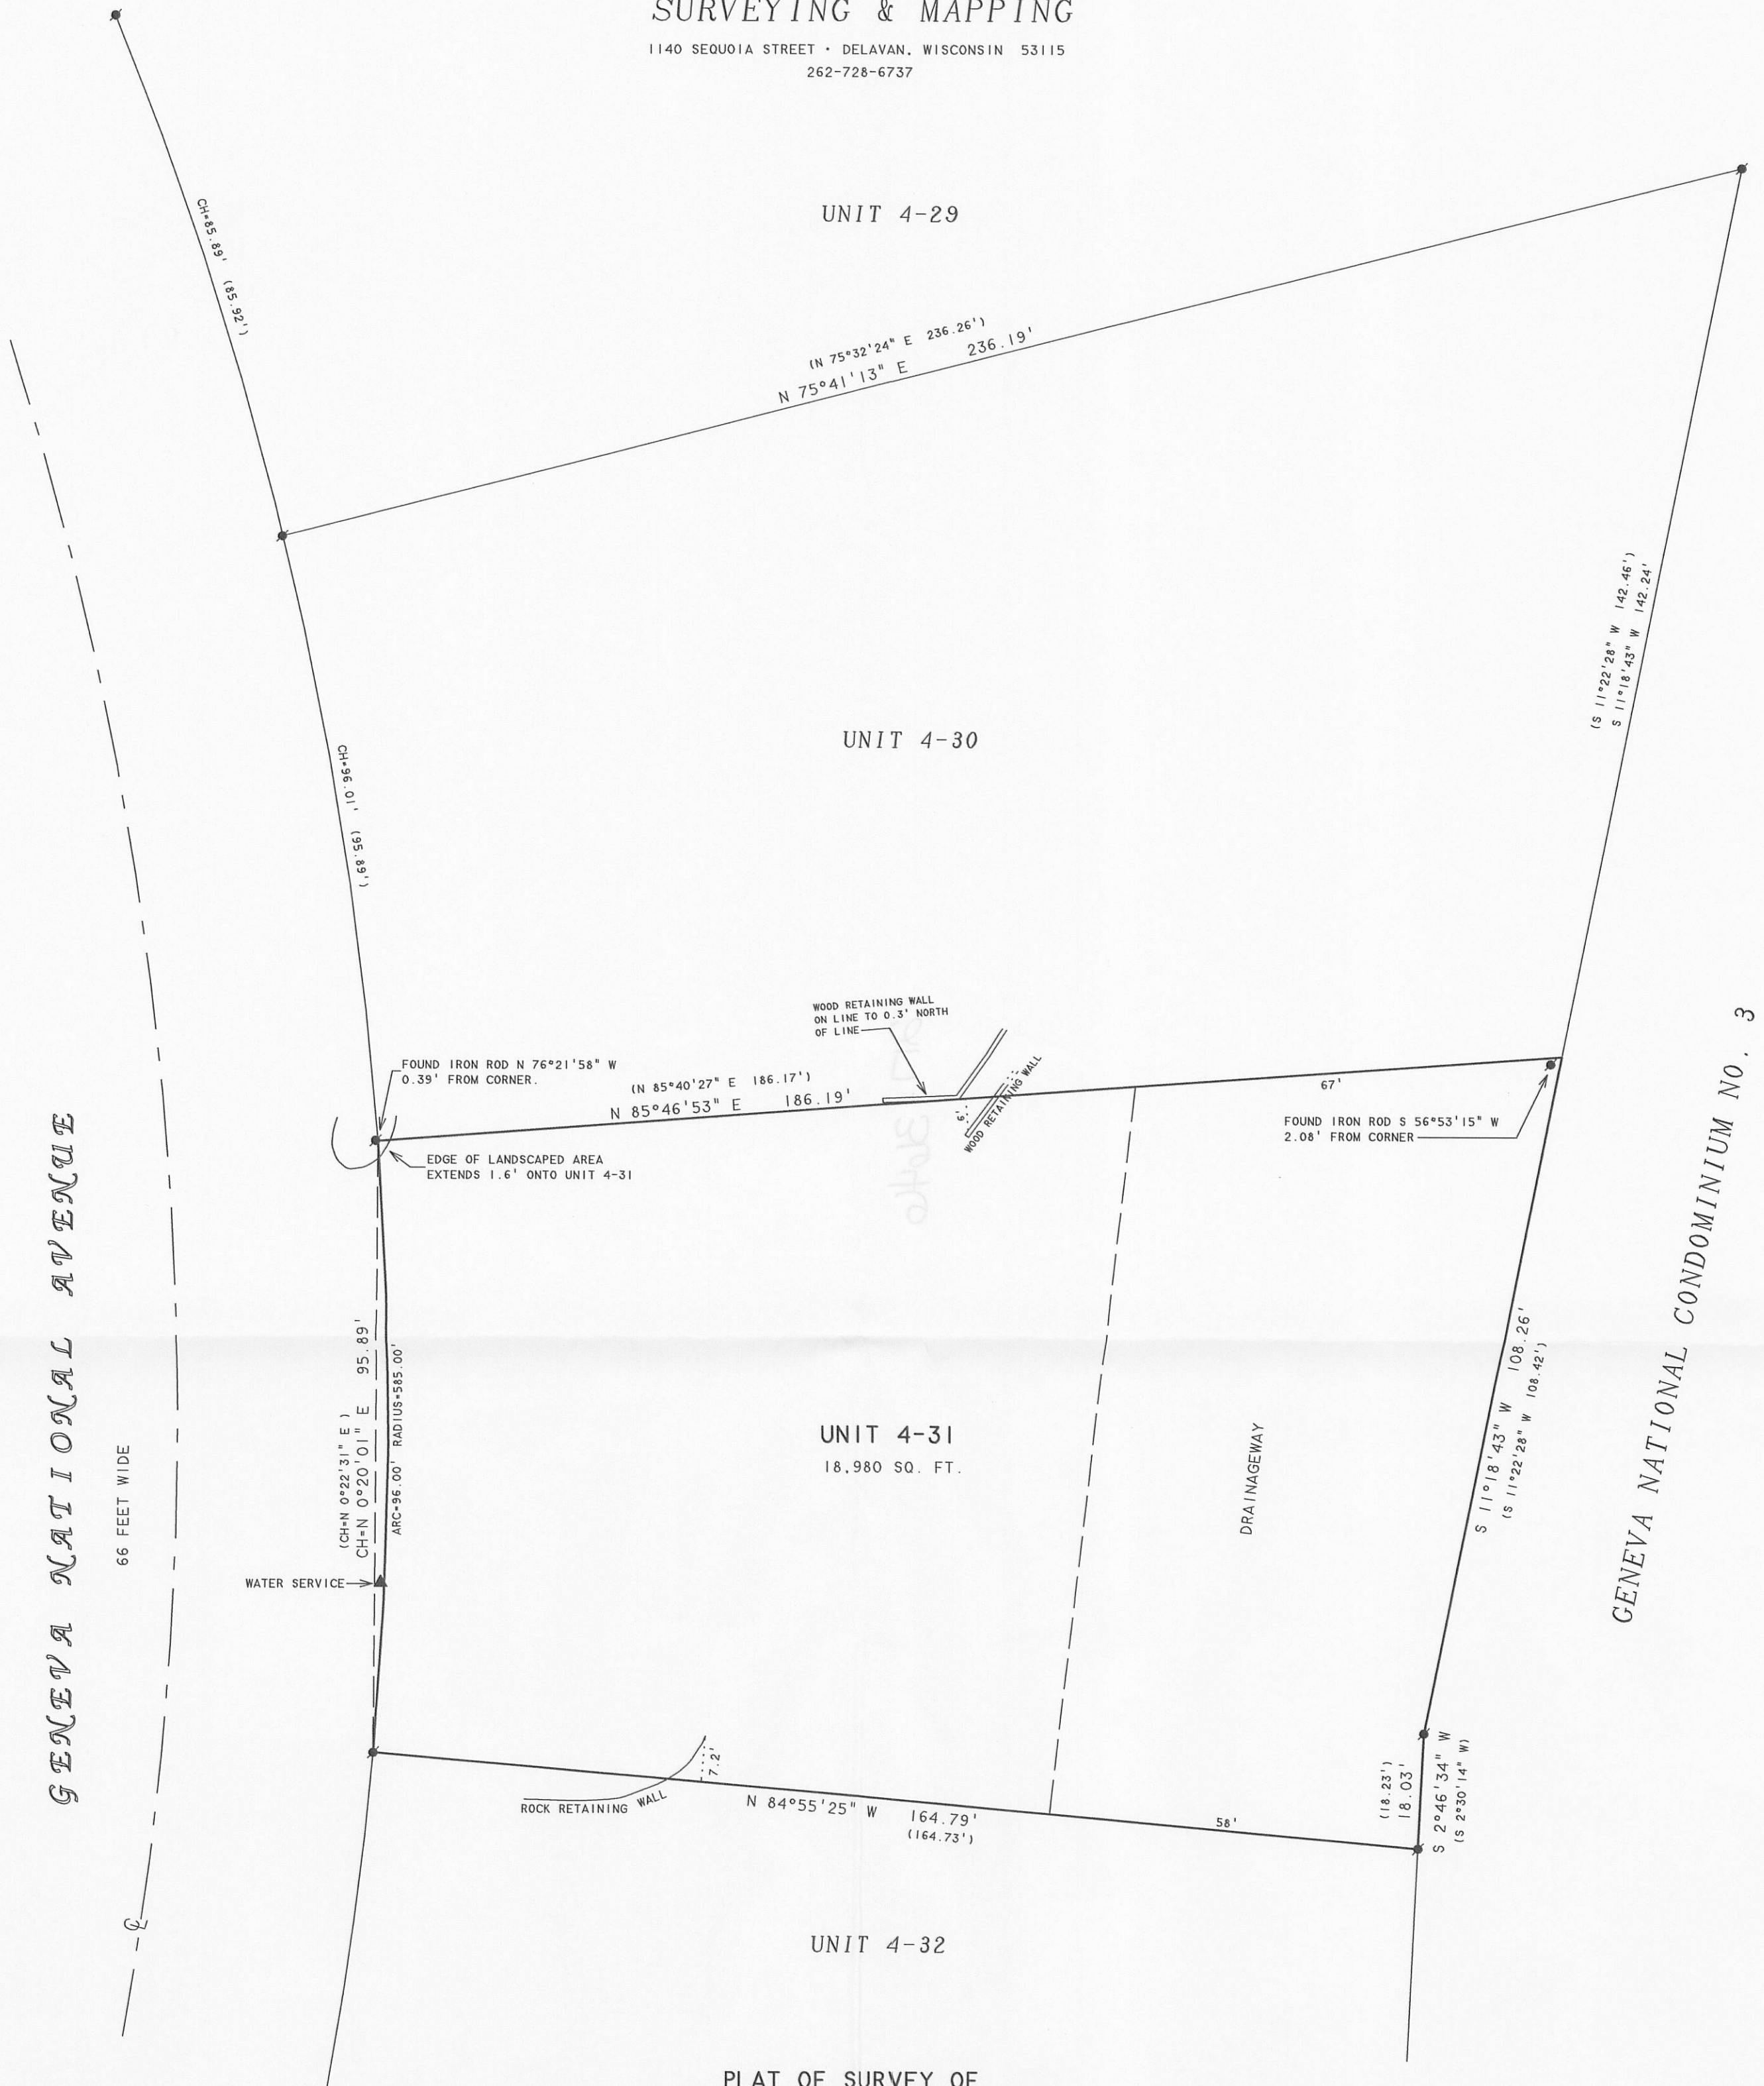 SURVEYING & MAPPING
1140 SEQUOIA STREET • DELAVAN, WISCONSIN 53115
262-728-6737
UNIT 4-29
CH=85.89' (85.92')
(N 75°32'24" E 236.26')
N 75°41'13" E 236.19'
(S 11°22'28" W 142.46')
S 11°18'43" W 142.24'
UNIT 4-30
CH=96.01' (95.89')
WOOD RETAINING WALL
ON LINE TO 0.3' NORTH
OF LINE
FOUND IRON ROD N 76°21'58" W
0.39' FROM CORNER.
(N 85°40'27" E 186.17')
N 85°46'53" E 186.19'
6'
WOOD RETAINING WALL
67'
FOUND IRON ROD S 56°53'15" W
2.08' FROM CORNER
EDGE OF LANDSCAPED AREA
EXTENDS 1.6' ONTO UNIT 4-31
GENEVA NATIONAL AVENUE
66 FEET WIDE
(CH=N 0°22'31" E )
CH=N 0°20'01" E 95.89'
ARC=96.00' RADIUS=585.00'
UNIT 4-31
18,980 SQ. FT.
DRAINAGEWAY
S 11°18'43" W 108.26'
(S 11°22'28" W 108.42')
GENEVA NATIONAL CONDOMINIUM NO. 3
WATER SERVICE
7.2'
ROCK RETAINING WALL
N 84°55'25" W 164.79'
(164.73')
58'
(18.23')
18.03'
S 2°46'34" W
(S 2°30'14" W)
UNIT 4-32
PLAT OF SURVEY OF